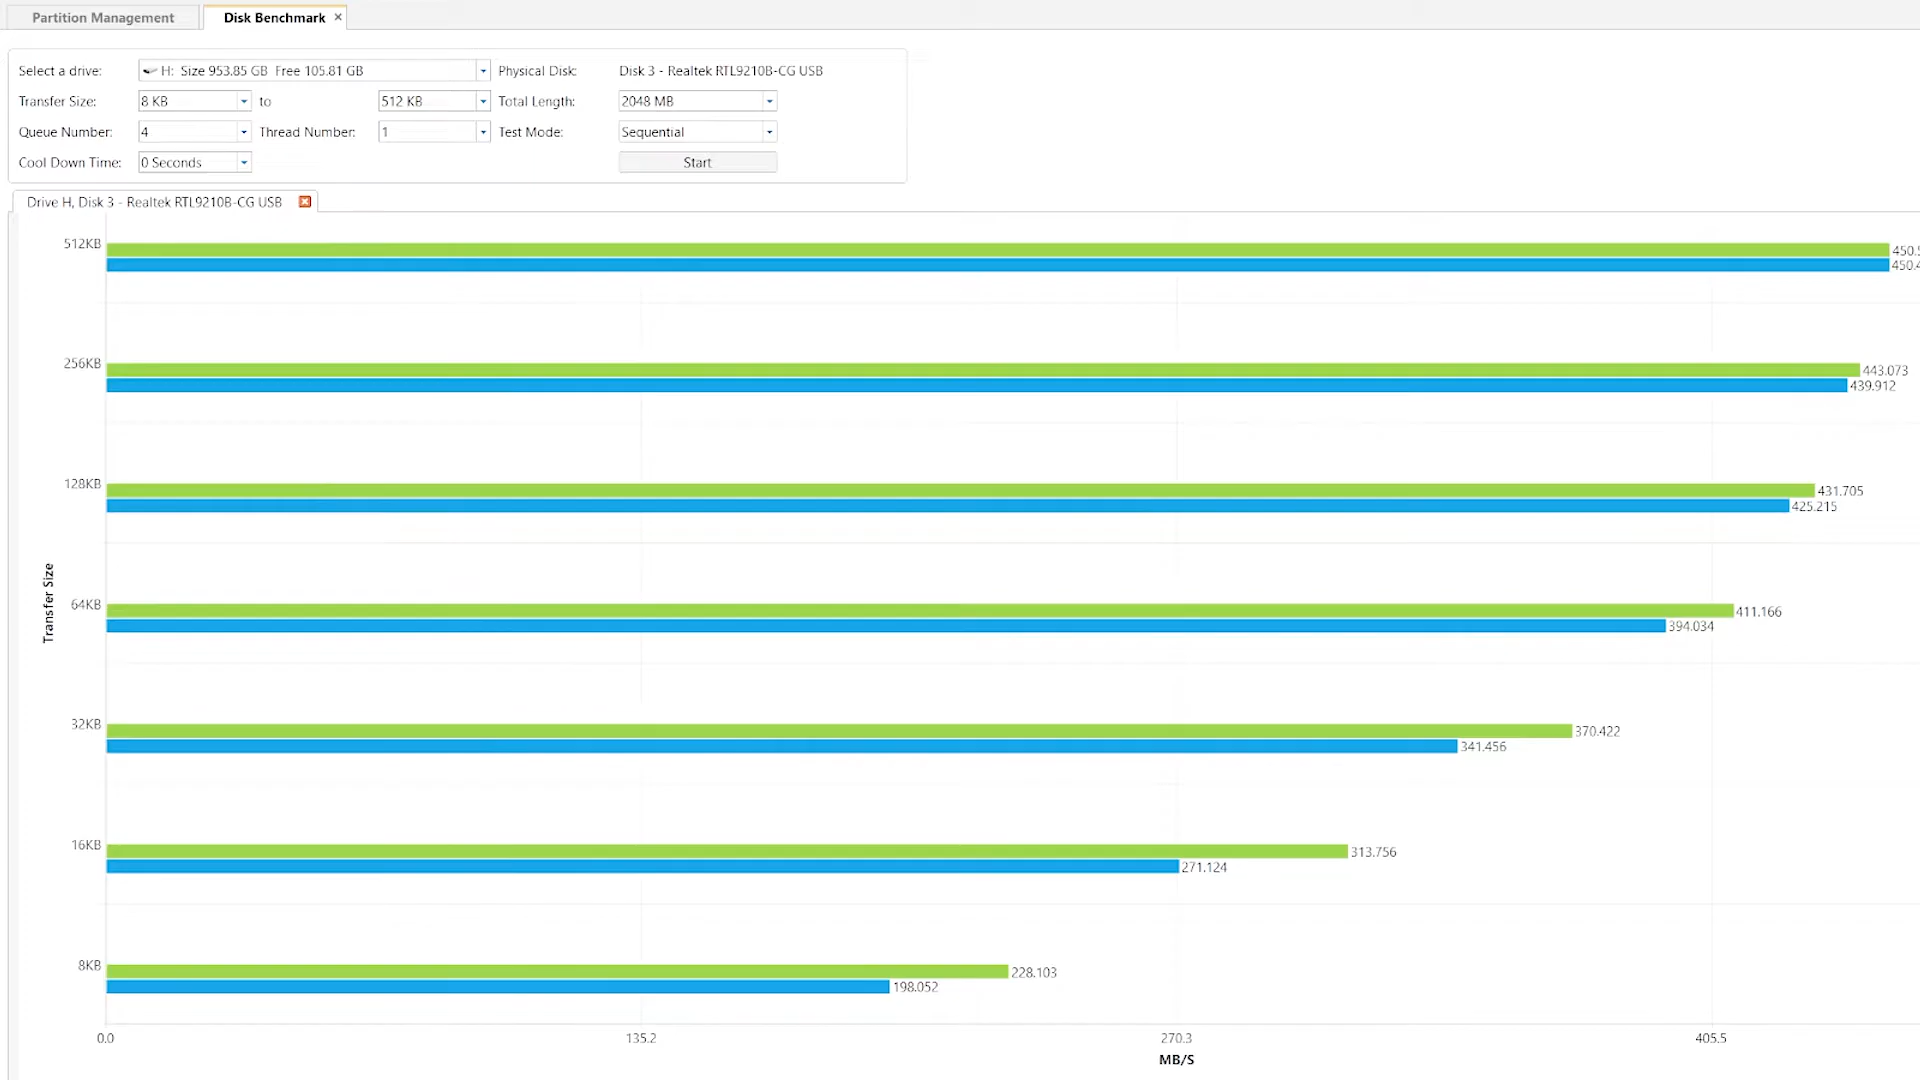 Partition Management
Disk Benchmark ×
Select a drive: H: Size 953.85 GB Free 105.81 GB Physical Disk: Disk 3 - Realtek RTL9210B-CG USB
Transfer Size: 8 KB to 512 KB Total Length: 2048 MB
Queue Number: 4 Thread Number: 1 Test Mode: Sequential
Cool Down Time: 0 Seconds Start
Drive H, Disk 3 - Realtek RTL9210B-CG USB
512KB
450.
450.4
256KB
443.073
439.912
128KB
431.705
425.215
Transfer Size
64KB
411.166
394.034
32KB
370.422
341.456
16KB
313.756
271.124
8KB
228.103
198.052
0.0 135.2 270.3 405.5
MB/S